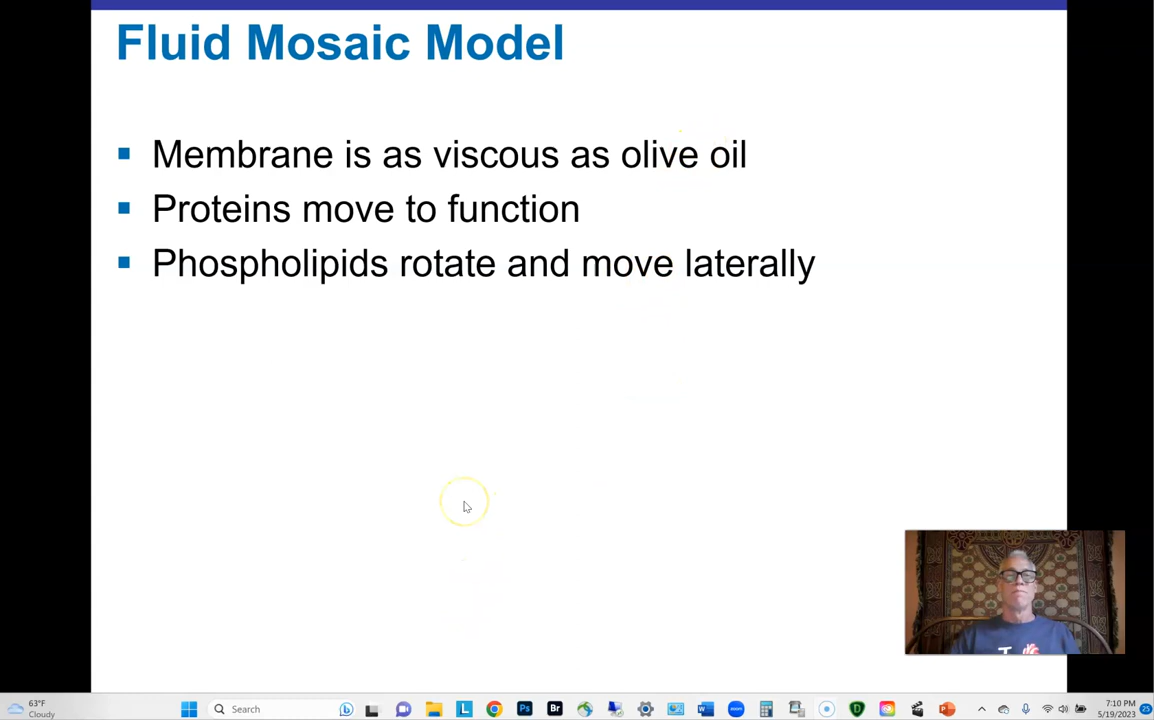 Fluid Mosaic Model
Membrane is as viscous as olive oil
Proteins move to function
Phospholipids rotate and move laterally
63°F
Cloudy
Search
7:10 PM
5/19/2023
25